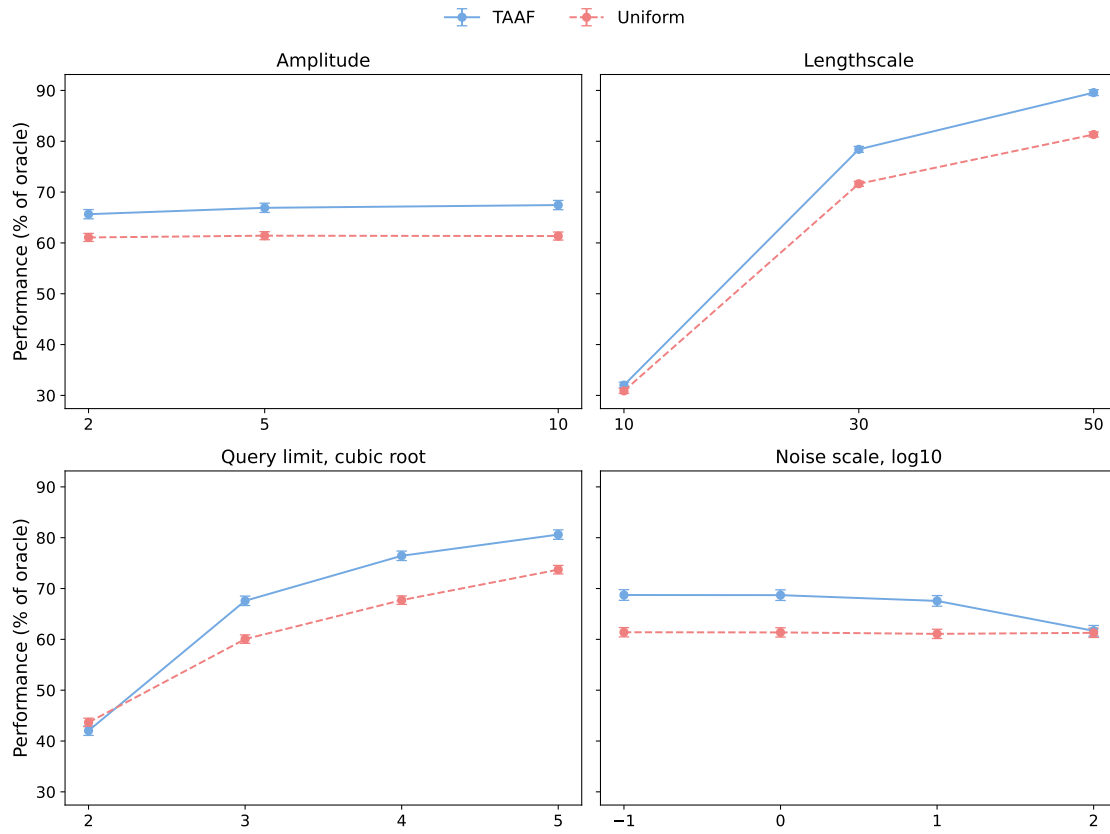 TAAF Uniform
Amplitude
Lengthscale
Performance (% of oracle)
90
80
70
60
50
40
30
2 5 10
10 30 50
Query limit, cubic root
Noise scale, log10
Performance (% of oracle)
90
80
70
60
50
40
30
2 3 4 5
−1 0 1 2